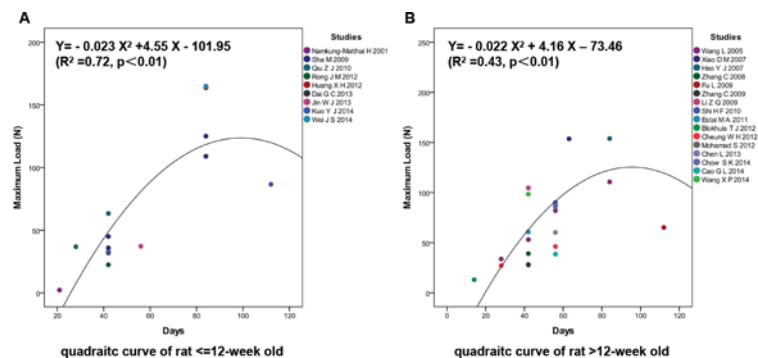 A
B
Y= - 0.023 X² +4.55 X - 101.95
(R² =0.72, p<0.01)
Studies
Namkung-Matthai H 2001
Sha M 2009
Qiu Z J 2010
Rong J M 2012
Huang X H 2012
Dai G C 2013
Jin W J 2013
Kuo Y J 2014
Wei J S 2014
Maximum Load (N)
200
150
100
50
0
20 40 60 80 100 120
Days
quadraitc curve of rat <=12-week old
Y= - 0.022 X² + 4.16 X – 73.46
(R² =0.43, p<0.01)
Studies
Wang L 2005
Xiao D M 2007
Hao Y J 2007
Zhang C 2008
Fu L 2009
Zhang C 2009
Li Z Q 2009
Shi H F 2010
Estai M A 2011
Blokhuis T J 2012
Cheung W H 2012
Mohamed S 2012
Chen L 2013
Chow S K 2014
Cao G L 2014
Wang X P 2014
Maximum Load (N)
200
150
100
50
0
0 20 40 60 80 100 120
Days
quadraitc curve of rat >12-week old